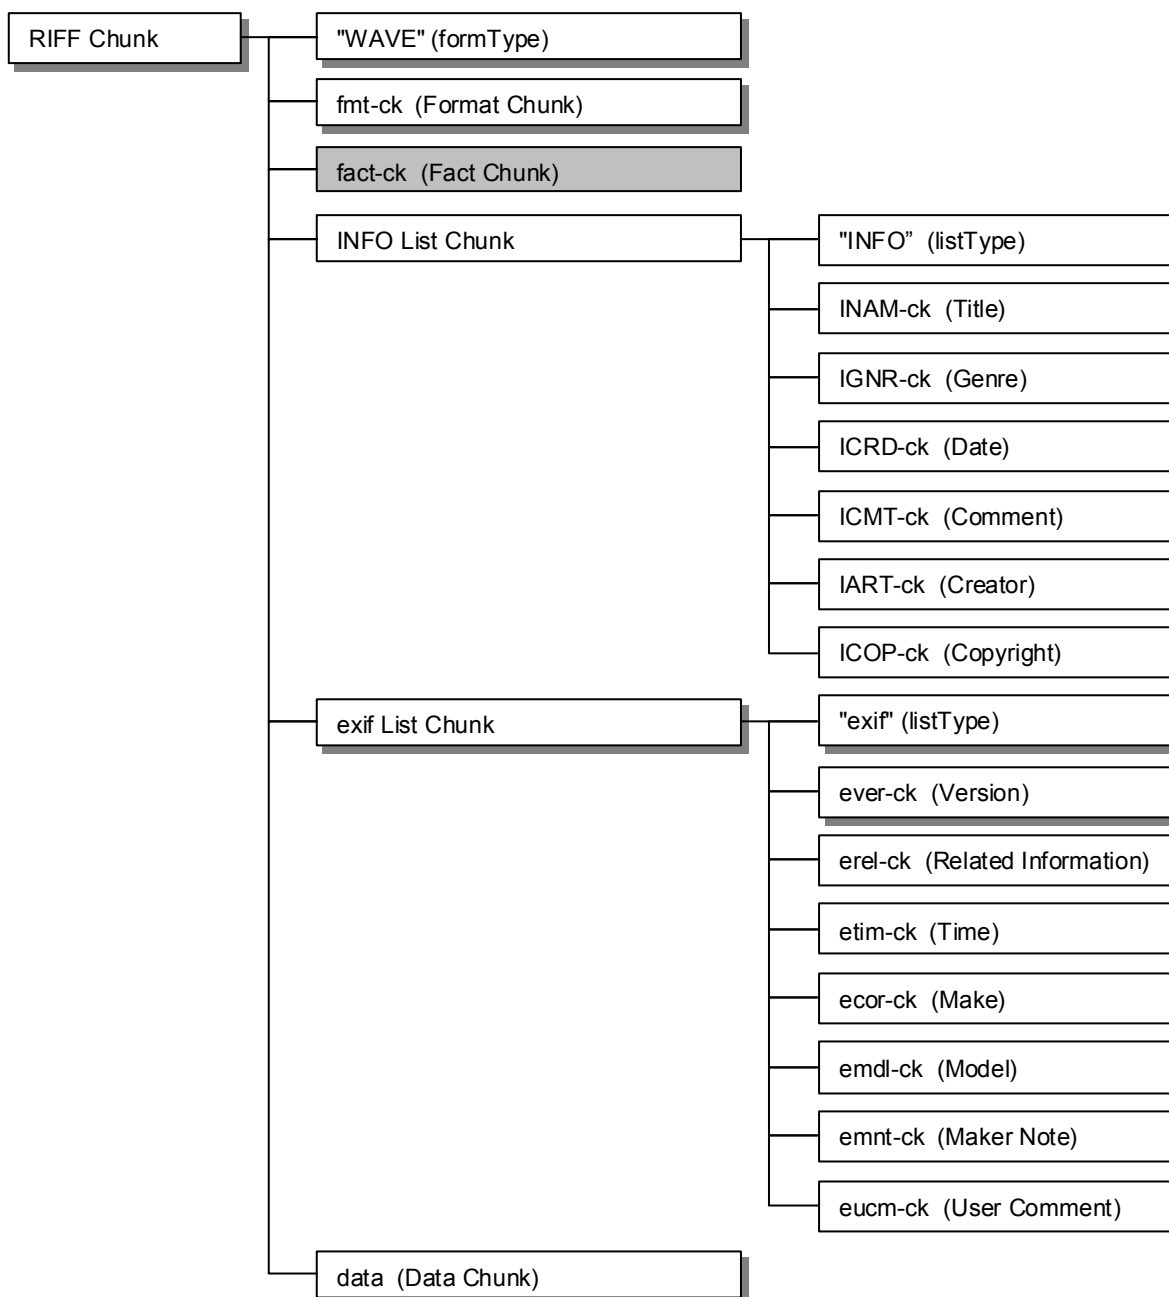 RIFF Chunk
"WAVE" (formType)
fmt-ck (Format Chunk)
fact-ck (Fact Chunk)
INFO List Chunk
"INFO” (listType)
INAM-ck (Title)
IGNR-ck (Genre)
ICRD-ck (Date)
ICMT-ck (Comment)
IART-ck (Creator)
ICOP-ck (Copyright)
exif List Chunk
"exif" (listType)
ever-ck (Version)
erel-ck (Related Information)
etim-ck (Time)
ecor-ck (Make)
emdl-ck (Model)
emnt-ck (Maker Note)
eucm-ck (User Comment)
data (Data Chunk)